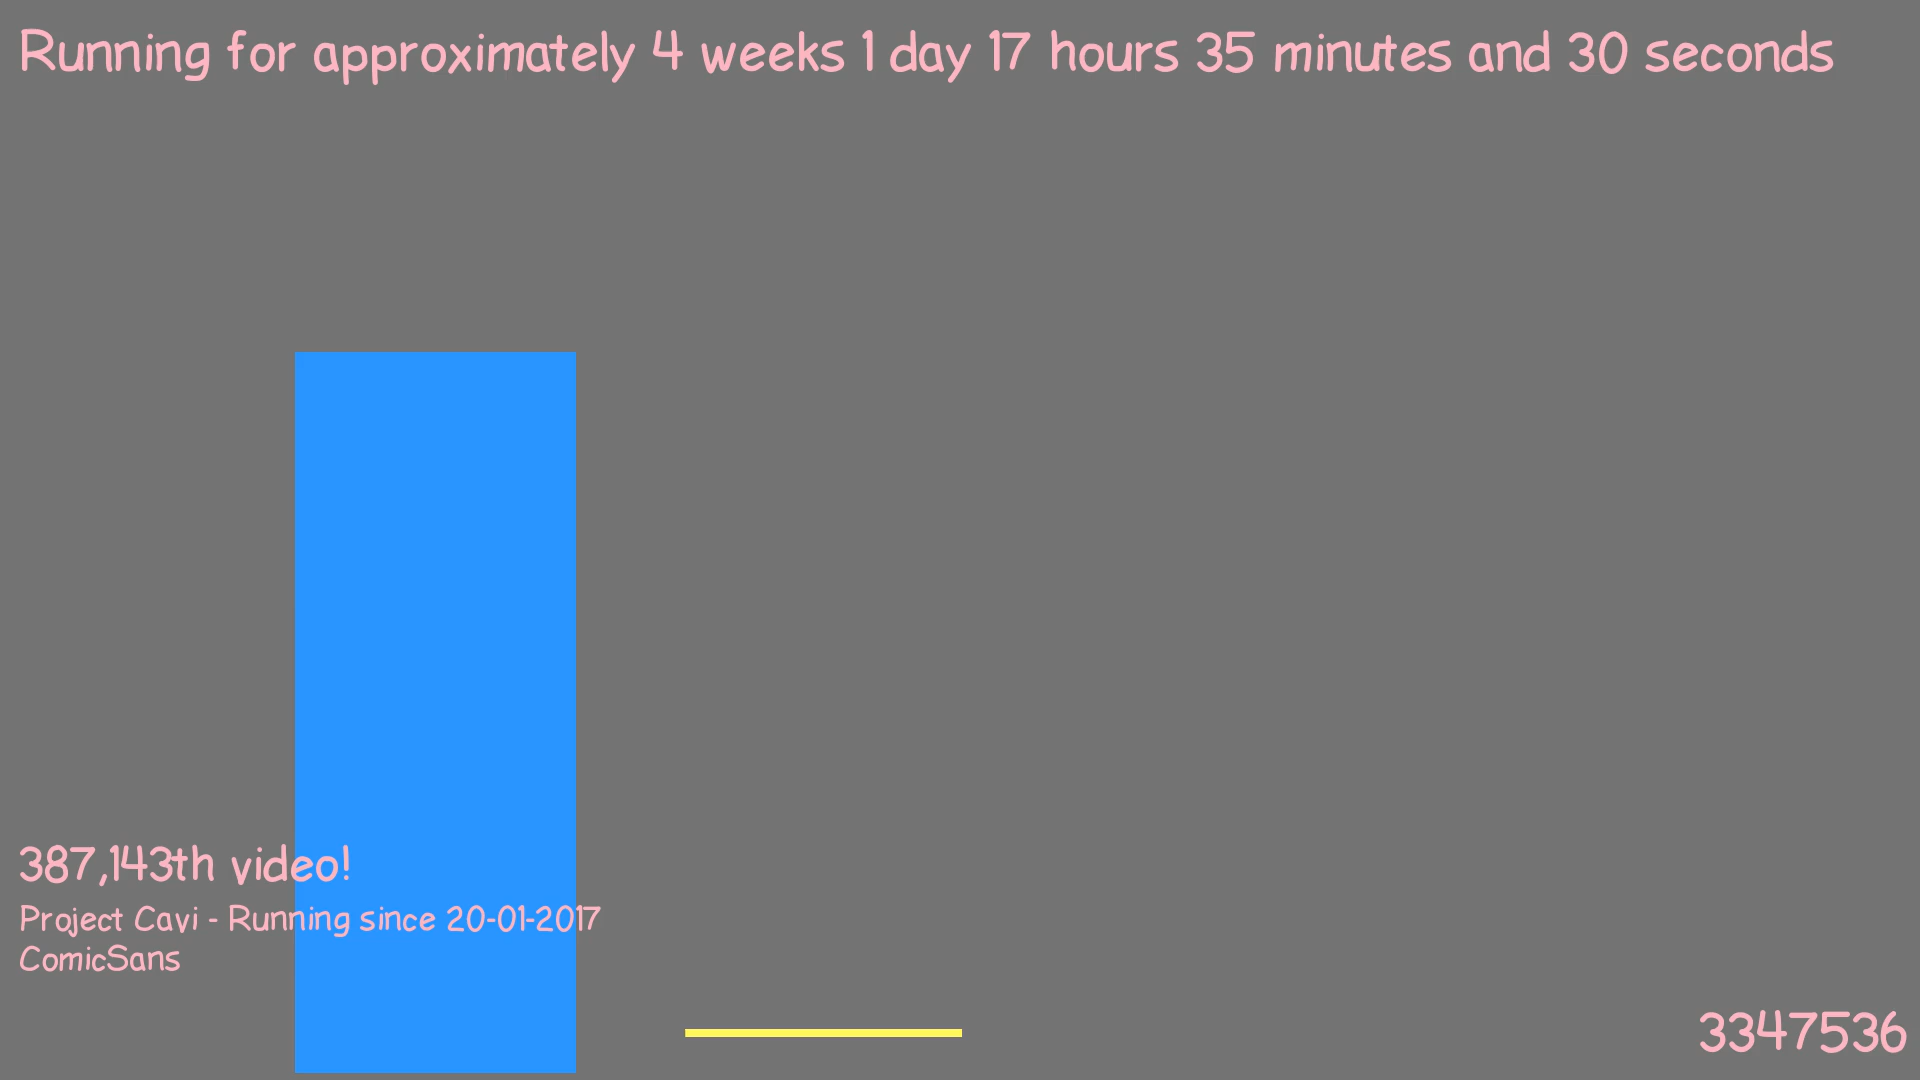 Running for approximately 4 weeks 1 day 17 hours 35 minutes and 30 seconds
387,143th video!
Project Cavi - Running since 20-01-2017
ComicSans
3347536